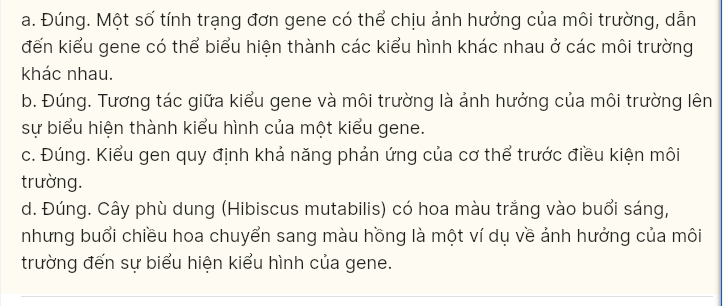 a. Đúng. Một số tính trạng đơn gene có thể chịu ảnh hưởng của môi trường, dẫn
đến kiểu gene có thể biểu hiện thành các kiểu hình khác nhau ở các môi trường
khác nhau.
b. Đúng. Tương tác giữa kiểu gene và môi trường là ảnh hưởng của môi trường lên
sự biểu hiện thành kiểu hình của một kiểu gene.
c. Đúng. Kiểu gen quy định khả năng phản ứng của cơ thể trước điều kiện môi
trường.
d. Đúng. Cây phù dung (Hibiscus mutabilis) có hoa màu trắng vào buổi sáng,
nhưng buổi chiều hoa chuyển sang màu hồng là một ví dụ về ảnh hưởng của môi
trường đến sự biểu hiện kiểu hình của gene.